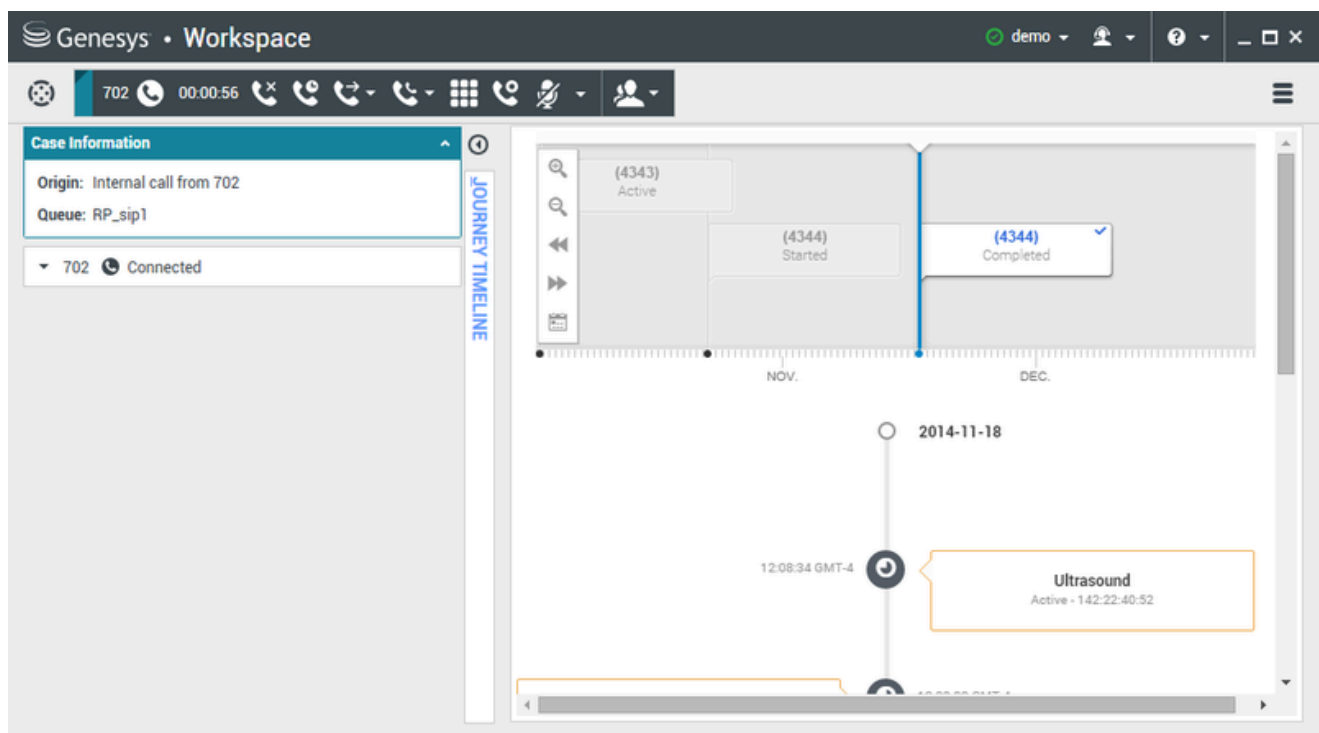 Genesys • Workspace
demo
702 00:00:56
Case Information
Origin: Internal call from 702
Queue: RP_sip1
702 Connected
JOURNEY TIMELINE
(4343)
Active
(4344)
Started
(4344)
Completed
NOV.
DEC.
2014-11-18
12:08:34 GMT-4
Ultrasound
Active - 142:22:40:52